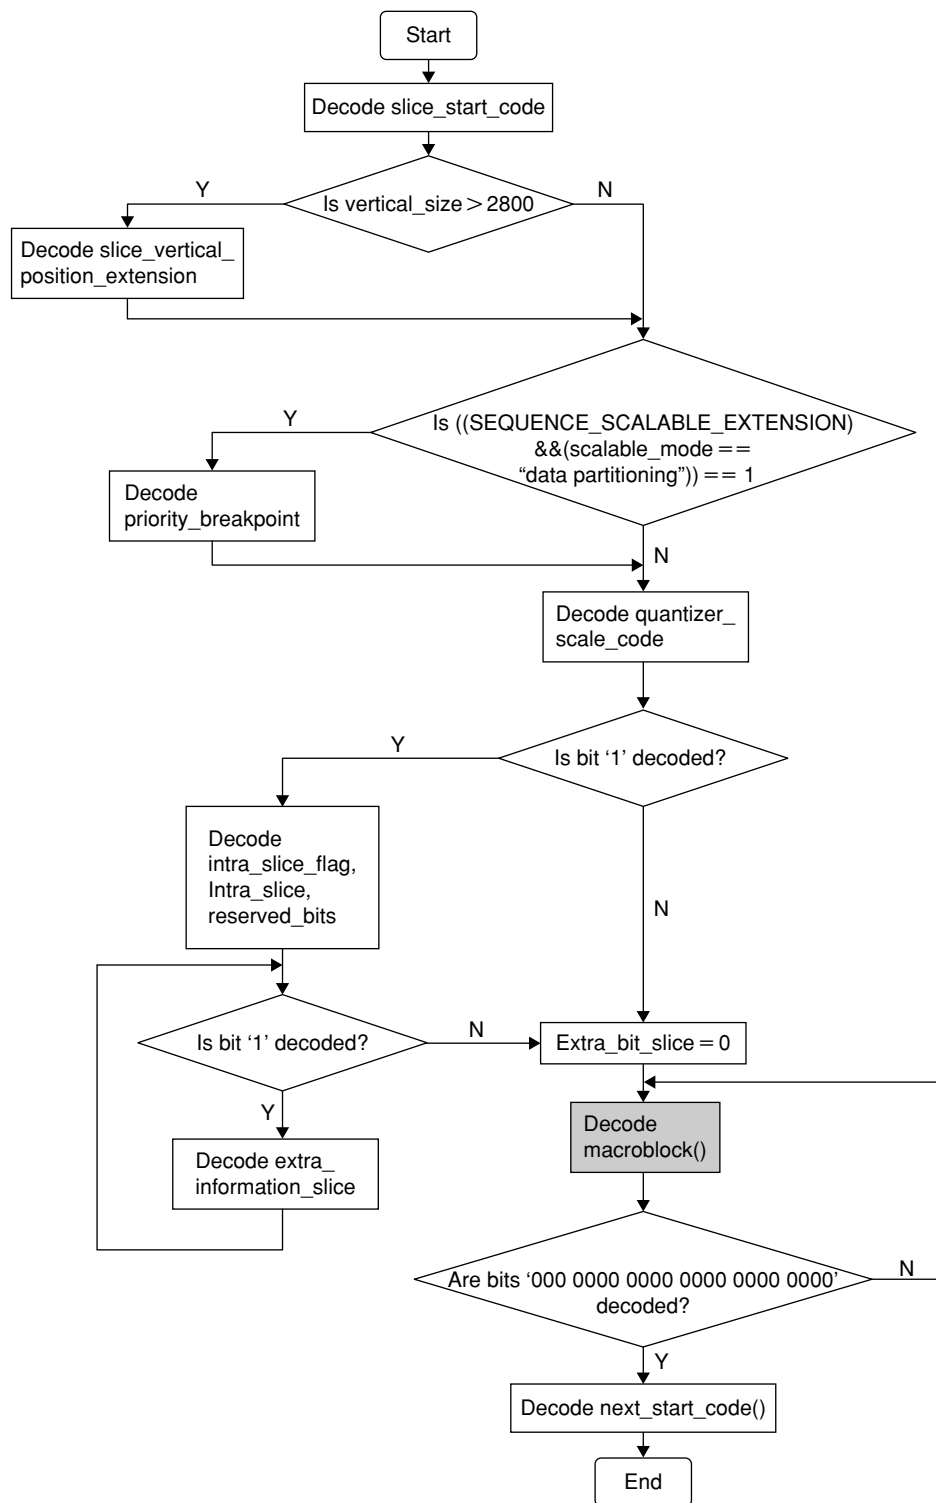 Start
Decode slice_start_code
Is vertical_size > 2800
Y
N
Decode slice_vertical_
position_extension
Is ((SEQUENCE_SCALABLE_EXTENSION)
&&(scalable_mode ==
“data partitioning”)) == 1
Y
Decode
priority_breakpoint
N
Decode quantizer_
scale_code
Is bit ‘1’ decoded?
Y
Decode
intra_slice_flag,
Intra_slice,
reserved_bits
N
Is bit ‘1’ decoded?
N
Extra_bit_slice = 0
Y
Decode extra_
information_slice
Decode
macroblock()
Are bits ‘000 0000 0000 0000 0000 0000’
decoded?
N
Y
Decode next_start_code()
End